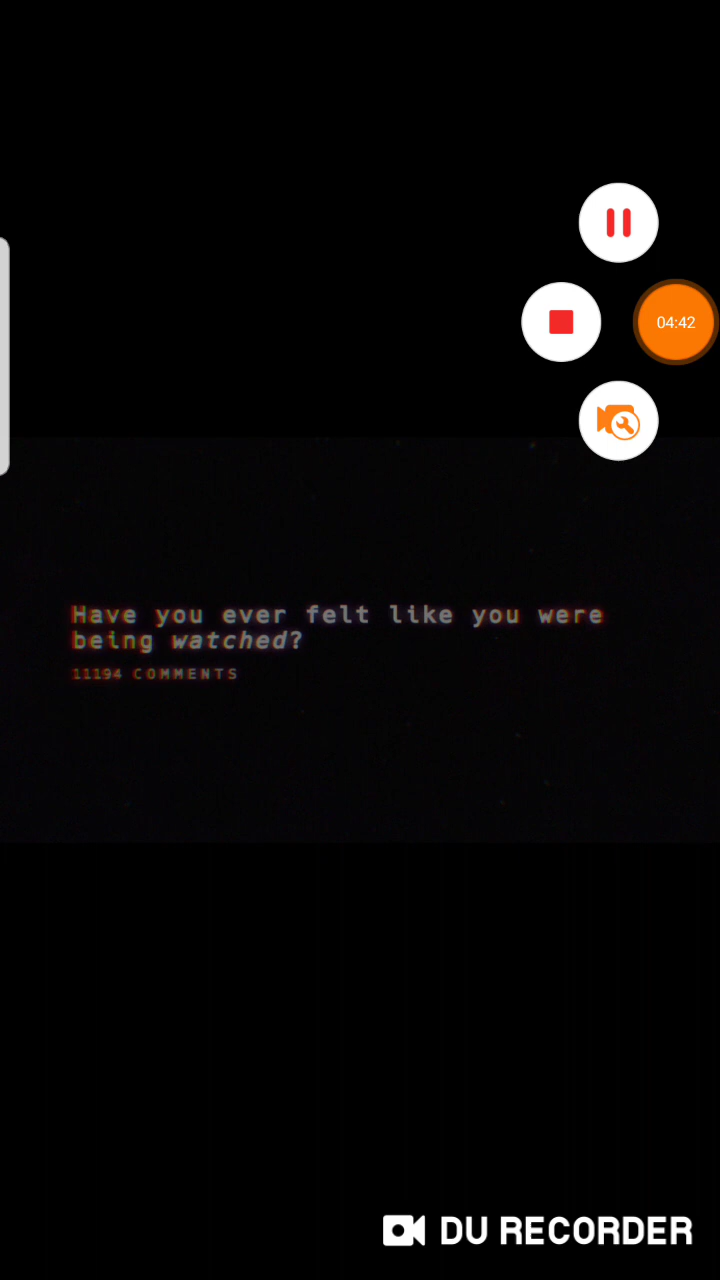 04:42
Have you ever felt like you were
being watched?
11194 COMMENTS
DU RECORDER